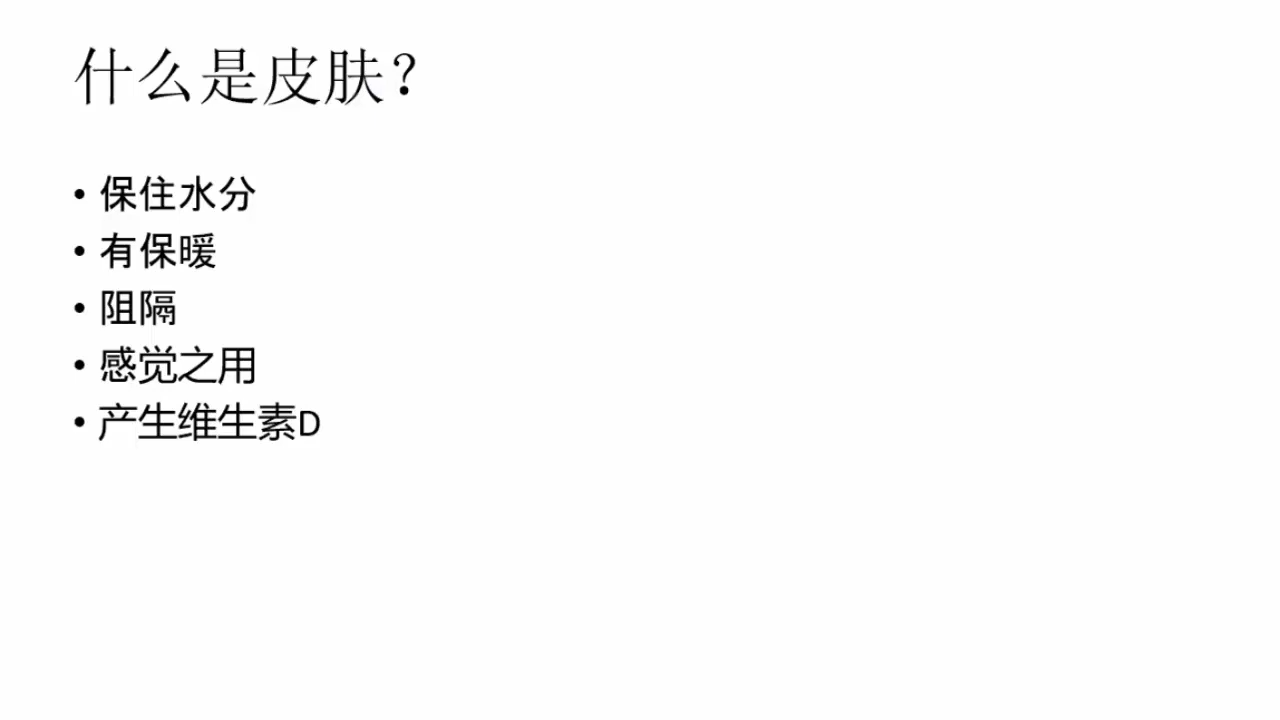 什么是皮肤？
• 保住水分
• 有保暖
• 阻隔
• 感觉之用
• 产生维生素D